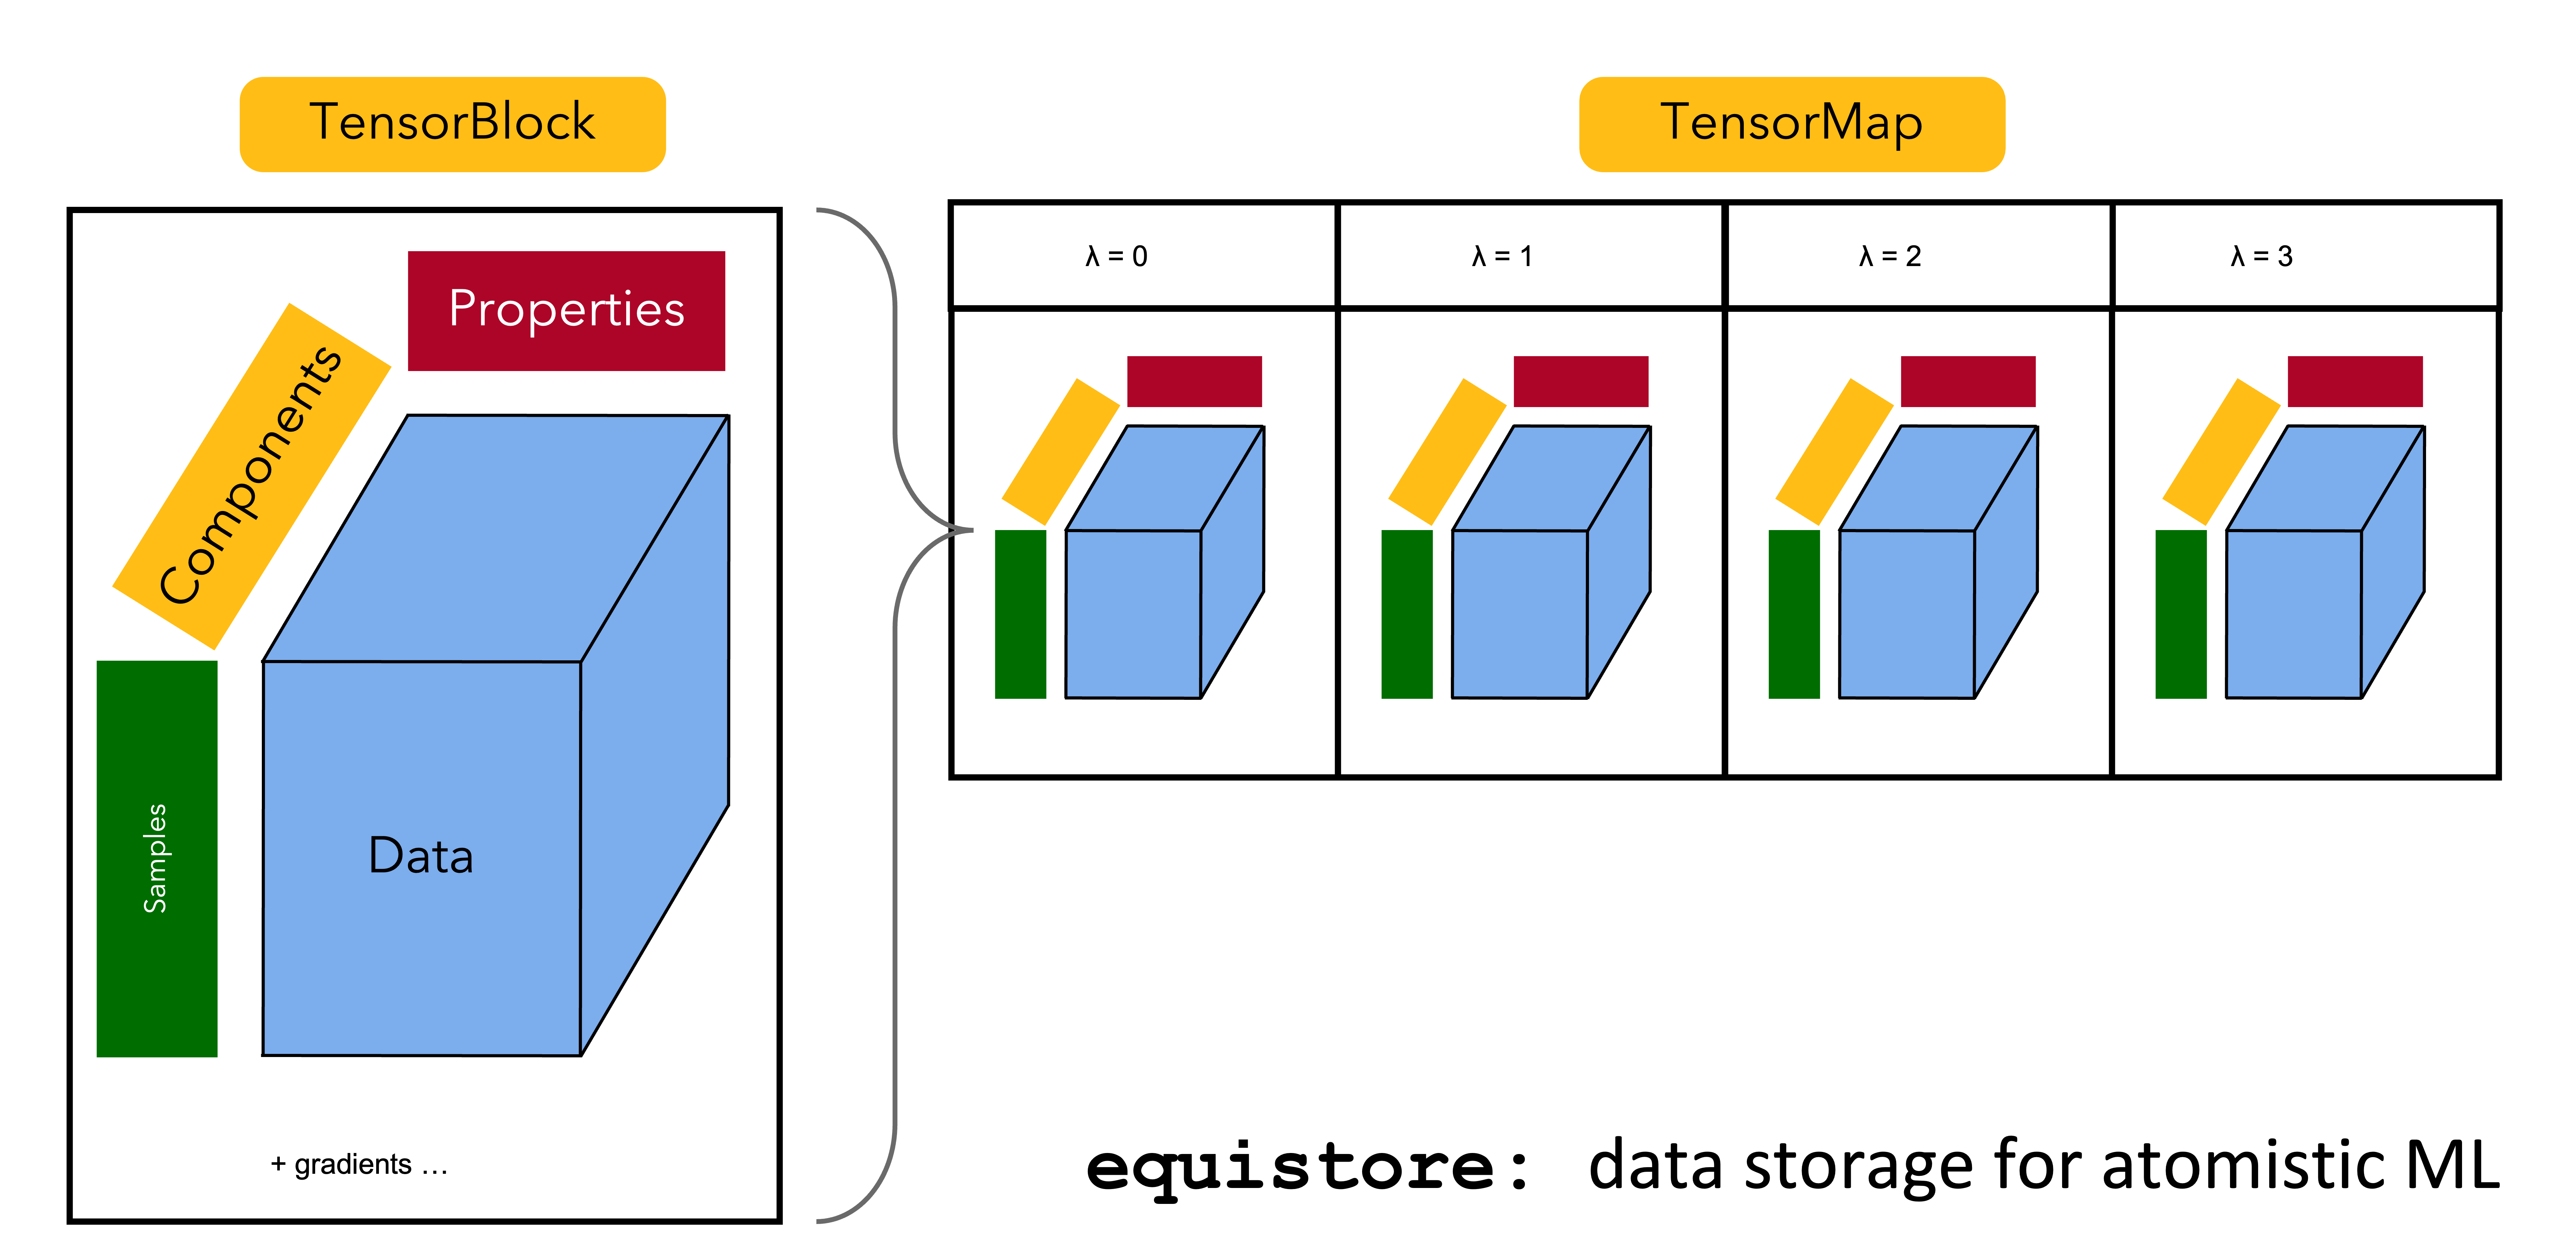 TensorBlock
Properties
Components
Samples
Data
+ gradients …
TensorMap
λ = 0
λ = 1
λ = 2
λ = 3
equistore: data storage for atomistic ML